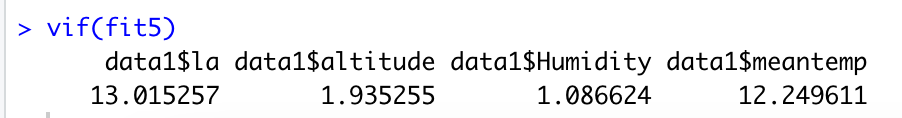 > vif(fit5)
data1$la data1$altitude data1$Humidity data1$meantemp
13.015257 1.935255 1.086624 12.249611